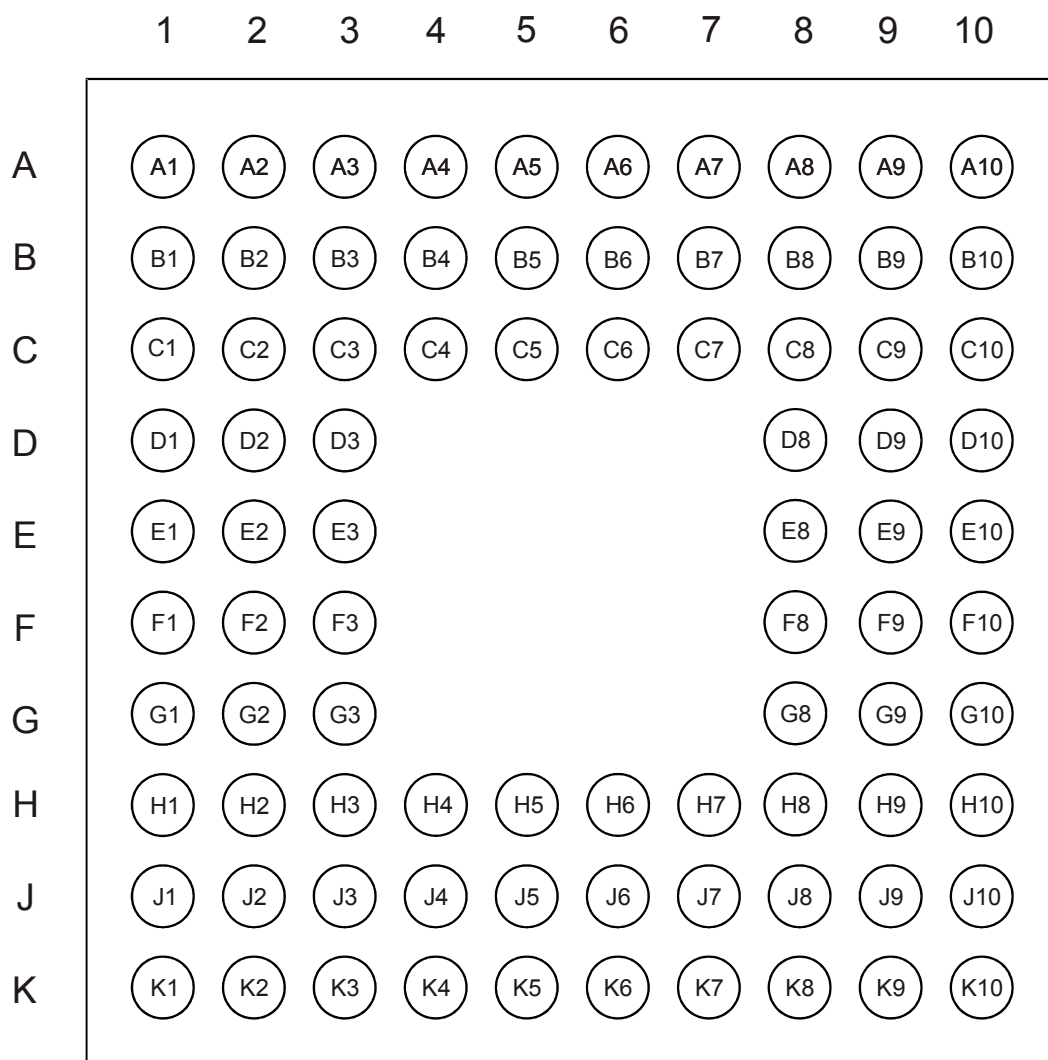 1 2 3 4 5 6 7 8 9 10
A A1 A2 A3 A4 A5 A6 A7 A8 A9 A10
B B1 B2 B3 B4 B5 B6 B7 B8 B9 B10
C C1 C2 C3 C4 C5 C6 C7 C8 C9 C10
D D1 D2 D3 D8 D9 D10
E E1 E2 E3 E8 E9 E10
F F1 F2 F3 F8 F9 F10
G G1 G2 G3 G8 G9 G10
H H1 H2 H3 H4 H5 H6 H7 H8 H9 H10
J J1 J2 J3 J4 J5 J6 J7 J8 J9 J10
K K1 K2 K3 K4 K5 K6 K7 K8 K9 K10